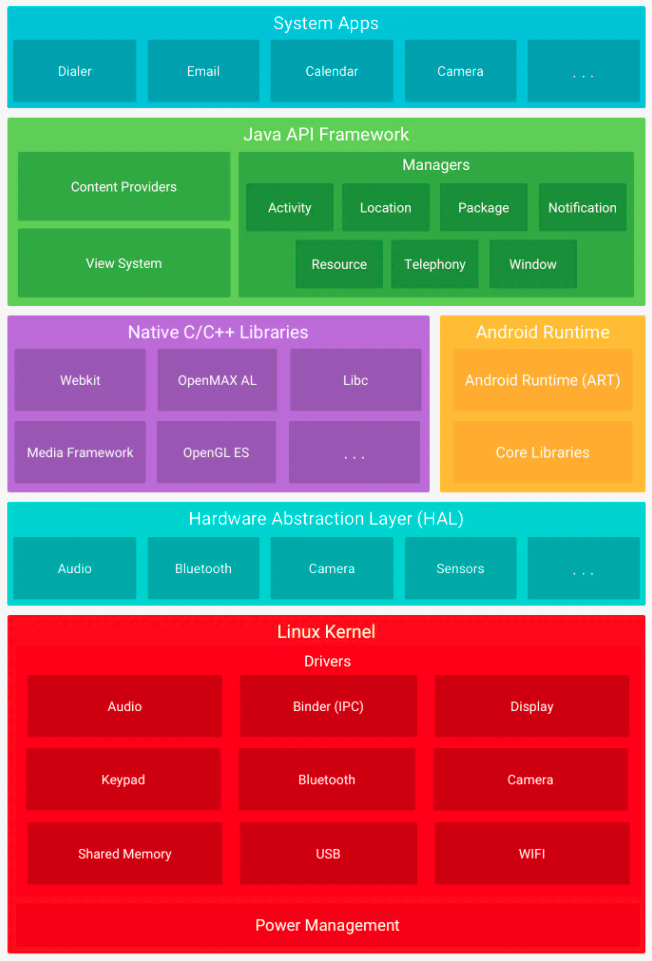 System Apps
Dialer
Email
Calendar
Camera
. . .
Java API Framework
Content Providers
View System
Managers
Activity
Location
Package
Notification
Resource
Telephony
Window
Native C/C++ Libraries
Webkit
OpenMAX AL
Libc
Media Framework
OpenGL ES
. . .
Android Runtime
Android Runtime (ART)
Core Libraries
Hardware Abstraction Layer (HAL)
Audio
Bluetooth
Camera
Sensors
. . .
Linux Kernel
Drivers
Audio
Binder (IPC)
Display
Keypad
Bluetooth
Camera
Shared Memory
USB
WIFI
Power Management